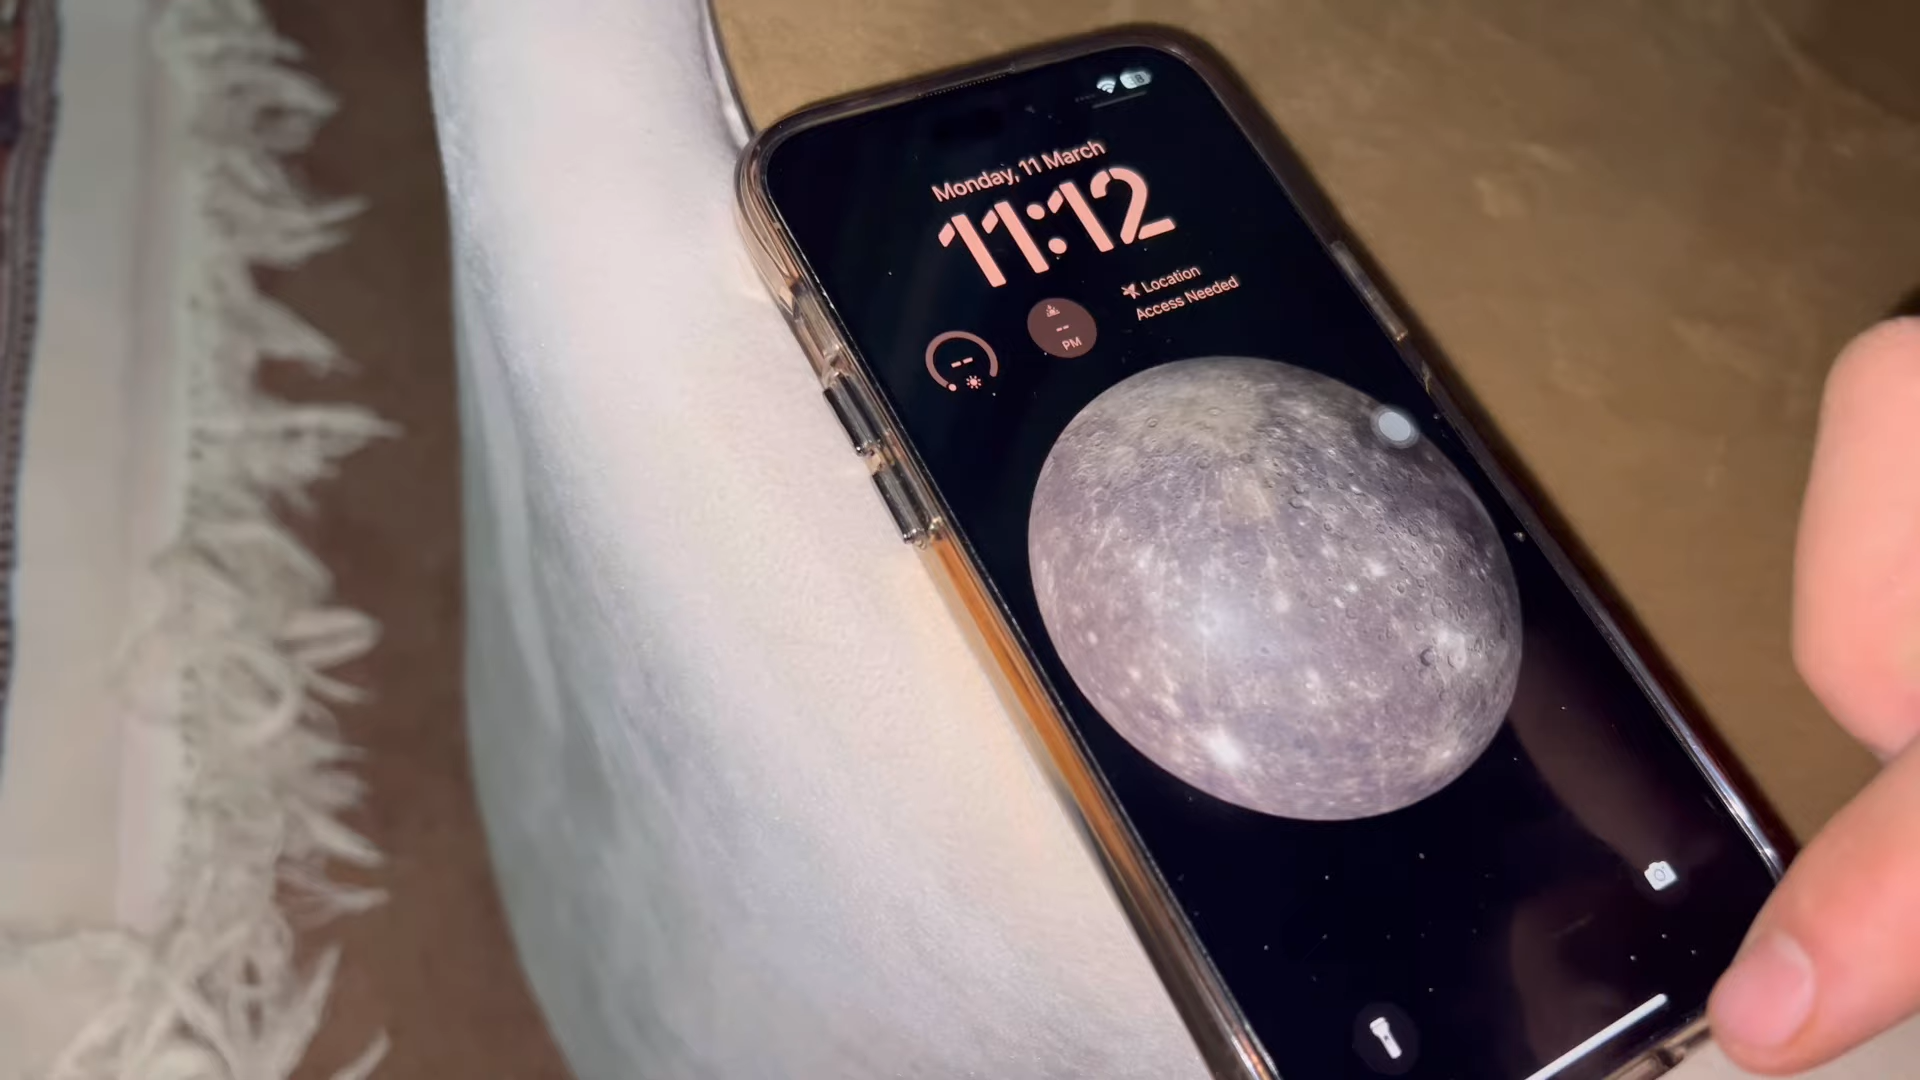 Monday, 11 March
11:12
--
--
PM
Location
Access Needed